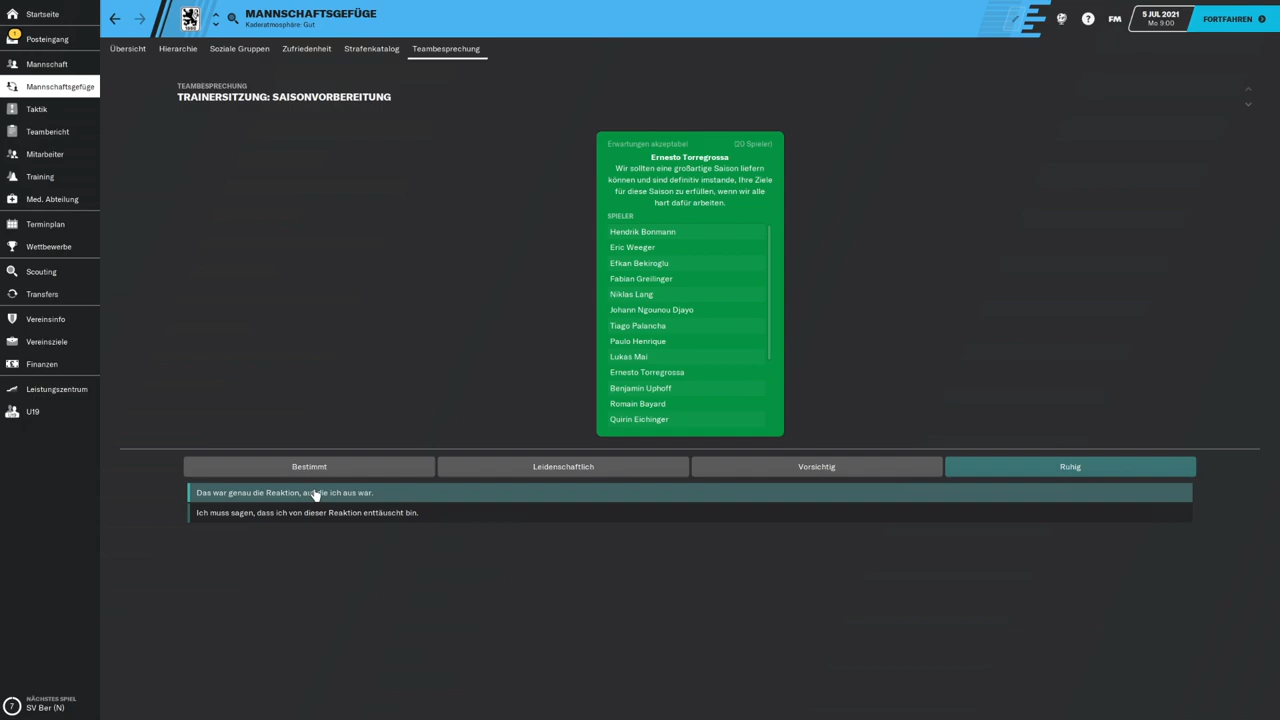 Startseite
Posteingang
1
Mannschaft
Mannschaftsgefüge
Taktik
Teambericht
Mitarbeiter
Training
Med. Abteilung
Terminplan
Wettbewerbe
Scouting
Transfers
Vereinsinfo
Vereinsziele
Finanzen
Leistungszentrum
U19
7
NÄCHSTES SPIEL
SV Ber (N)
MANNSCHAFTSGEFÜGE
Kaderatmosphäre: Gut
FM
5 JUL 2021
Mo 9:00
FORTFAHREN
Übersicht
Hierarchie
Soziale Gruppen
Zufriedenheit
Strafenkatalog
Teambesprechung
TEAMBESPRECHUNG
TRAINERSITZUNG: SAISONVORBEREITUNG
Erwartungen akzeptabel (20 Spieler)
Ernesto Torregrossa
Wir sollten eine großartige Saison liefern
können und sind definitiv imstande, Ihre Ziele
für diese Saison zu erfüllen, wenn wir alle
hart dafür arbeiten.
SPIELER
Hendrik Bonmann
Eric Weeger
Efkan Bekiroglu
Fabian Greilinger
Niklas Lang
Johann Ngounou Djayo
Tiago Palancha
Paulo Henrique
Lukas Mai
Ernesto Torregrossa
Benjamin Uphoff
Romain Bayard
Quirin Eichinger
Bestimmt
Leidenschaftlich
Vorsichtig
Ruhig
Das war genau die Reaktion, auf die ich aus war.
Ich muss sagen, dass ich von dieser Reaktion enttäuscht bin.